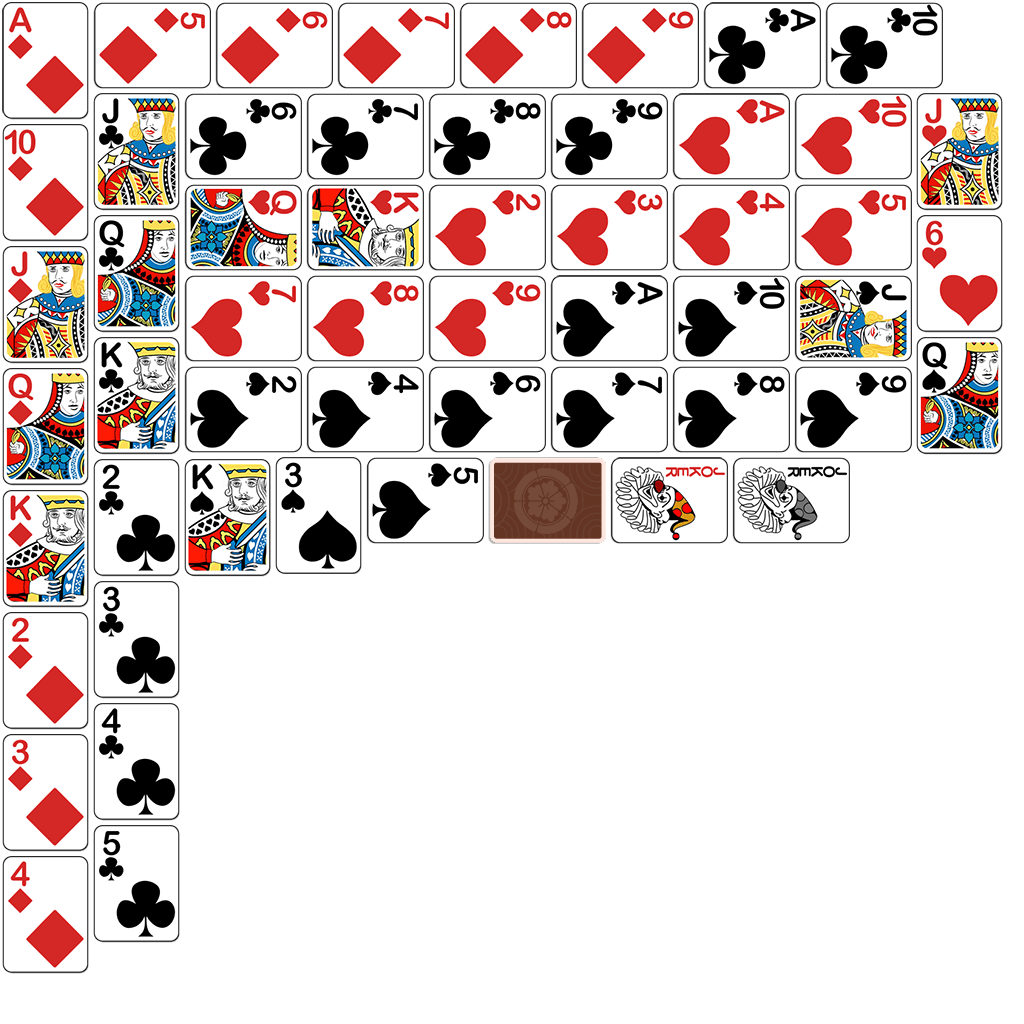 A 5 6 7 8 9 A 10
10 J 6 7 8 9 A 10 J
J Q Q K 2 3 4 5 6
Q K 7 8 9 A 10 J Q
K 2 4 6 7 8 9
2 K 3 5 JOKER JOKER
2 3
3 4
4 5